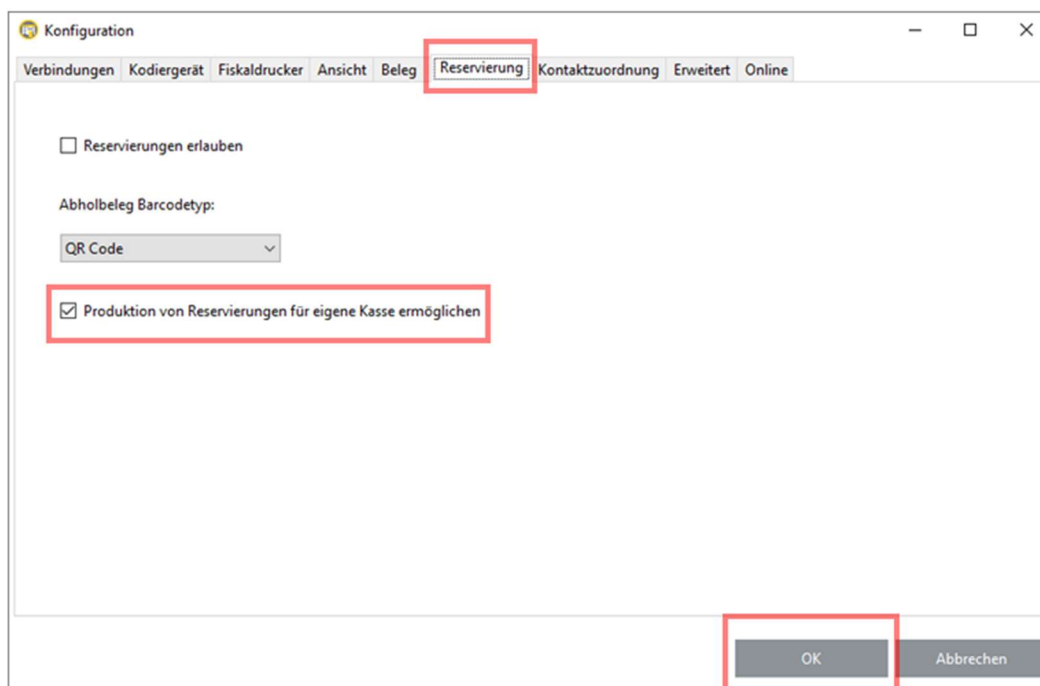 Konfiguration
Verbindungen Kodiergerät Fiskaldrucker Ansicht Beleg Reservierung Kontaktzuordnung Erweitert Online
Reservierungen erlauben
Abholbeleg Barcodetyp:
QR Code
Produktion von Reservierungen für eigene Kasse ermöglichen
OK Abbrechen